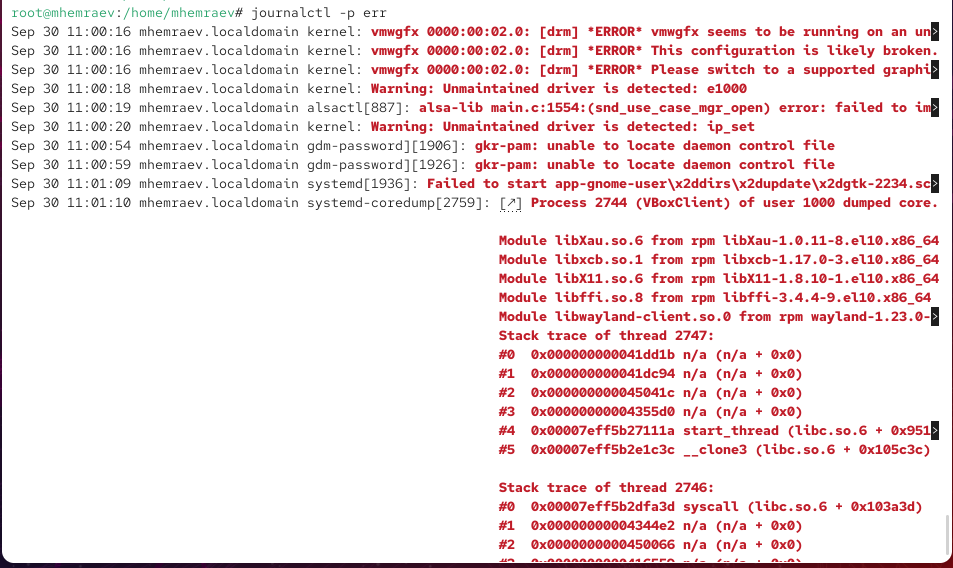 root@mhemraev:/home/mhemraev# journalctl -p err
Sep 30 11:00:16 mhemraev.localdomain kernel: vmwgfx 0000:00:02.0: [drm] *ERROR* vmwgfx seems to be running on an un>
Sep 30 11:00:16 mhemraev.localdomain kernel: vmwgfx 0000:00:02.0: [drm] *ERROR* This configuration is likely broken.
Sep 30 11:00:16 mhemraev.localdomain kernel: vmwgfx 0000:00:02.0: [drm] *ERROR* Please switch to a supported graphi>
Sep 30 11:00:18 mhemraev.localdomain kernel: Warning: Unmaintained driver is detected: e1000
Sep 30 11:00:19 mhemraev.localdomain alsactl[887]: alsa-lib main.c:1554:(snd_use_case_mgr_open) error: failed to im>
Sep 30 11:00:20 mhemraev.localdomain kernel: Warning: Unmaintained driver is detected: ip_set
Sep 30 11:00:54 mhemraev.localdomain gdm-password][1906]: gkr-pam: unable to locate daemon control file
Sep 30 11:00:59 mhemraev.localdomain gdm-password][1926]: gkr-pam: unable to locate daemon control file
Sep 30 11:01:09 mhemraev.localdomain systemd[1936]: Failed to start app-gnome-user\x2ddirs\x2dupdate\x2dgtk-2234.sc>
Sep 30 11:01:10 mhemraev.localdomain systemd-coredump[2759]: [↗] Process 2744 (VBoxClient) of user 1000 dumped core.
Module libXau.so.6 from rpm libXau-1.0.11-8.el10.x86_64
Module libxcb.so.1 from rpm libxcb-1.17.0-3.el10.x86_64
Module libX11.so.6 from rpm libX11-1.8.10-1.el10.x86_64
Module libffi.so.8 from rpm libffi-3.4.4-9.el10.x86_64
Module libwayland-client.so.0 from rpm wayland-1.23.0->
Stack trace of thread 2747:
#0  0x000000000041dd1b n/a (n/a + 0x0)
#1  0x000000000041dc94 n/a (n/a + 0x0)
#2  0x000000000045041c n/a (n/a + 0x0)
#3  0x00000000004355d0 n/a (n/a + 0x0)
#4  0x00007eff5b27111a start_thread (libc.so.6 + 0x951>
#5  0x00007eff5b2e1c3c __clone3 (libc.so.6 + 0x105c3c)
Stack trace of thread 2746:
#0  0x00007eff5b2dfa3d syscall (libc.so.6 + 0x103a3d)
#1  0x00000000004344e2 n/a (n/a + 0x0)
#2  0x0000000000450066 n/a (n/a + 0x0)